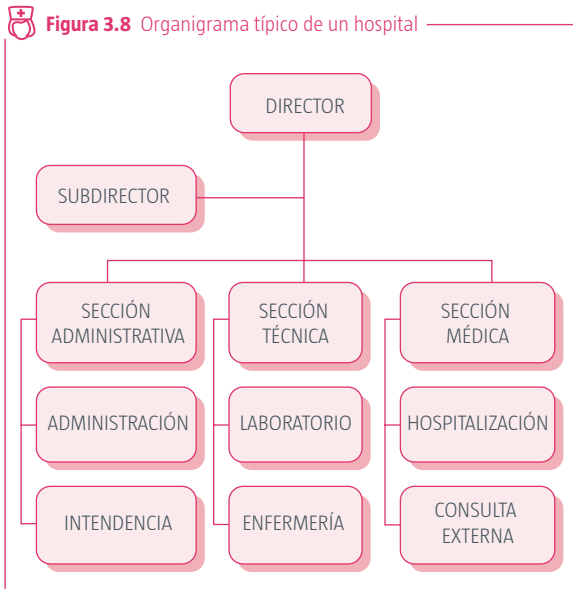 Figura 3.8 Organigrama típico de un hospital
DIRECTOR
SUBDIRECTOR
SECCIÓN
ADMINISTRATIVA
SECCIÓN
TÉCNICA
SECCIÓN
MÉDICA
ADMINISTRACIÓN
LABORATORIO
HOSPITALIZACIÓN
INTENDENCIA
ENFERMERÍA
CONSULTA
EXTERNA